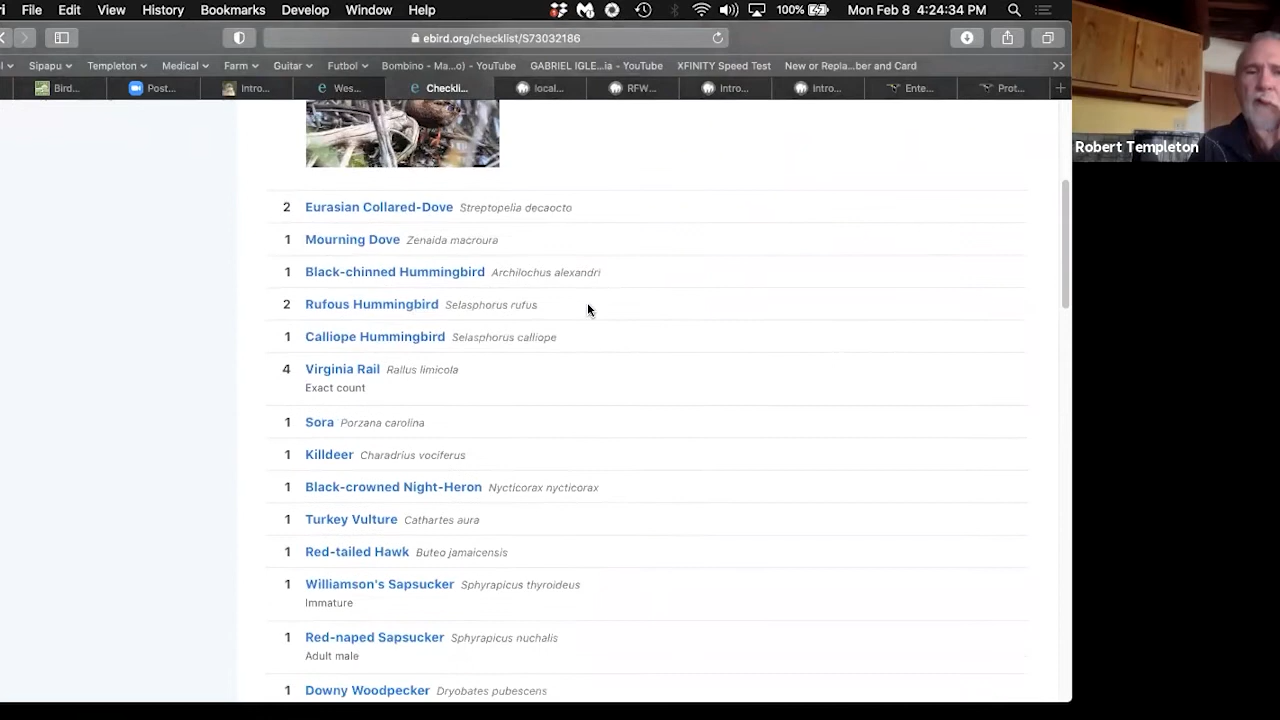 File Edit View History Bookmarks Develop Window Help 100% Mon Feb 8 4:24:34 PM
ebird.org/checklist/S73032186
Sipapu Templeton Medical Farm Guitar Futbol Bombino - Ma...o) - YouTube GABRIEL IGLE...ia - YouTube XFINITY Speed Test New or Repla...ber and Card >>
Bird... Post... Intro... Wes... Checkli... local... RFW... Intro... Intro... Ente... Prot... +
Robert Templeton
2 Eurasian Collared-Dove Streptopelia decaocto
1 Mourning Dove Zenaida macroura
1 Black-chinned Hummingbird Archilochus alexandri
2 Rufous Hummingbird Selasphorus rufus
1 Calliope Hummingbird Selasphorus calliope
4 Virginia Rail Rallus limicola
Exact count
1 Sora Porzana carolina
1 Killdeer Charadrius vociferus
1 Black-crowned Night-Heron Nycticorax nycticorax
1 Turkey Vulture Cathartes aura
1 Red-tailed Hawk Buteo jamaicensis
1 Williamson's Sapsucker Sphyrapicus thyroideus
Immature
1 Red-naped Sapsucker Sphyrapicus nuchalis
Adult male
1 Downy Woodpecker Dryobates pubescens